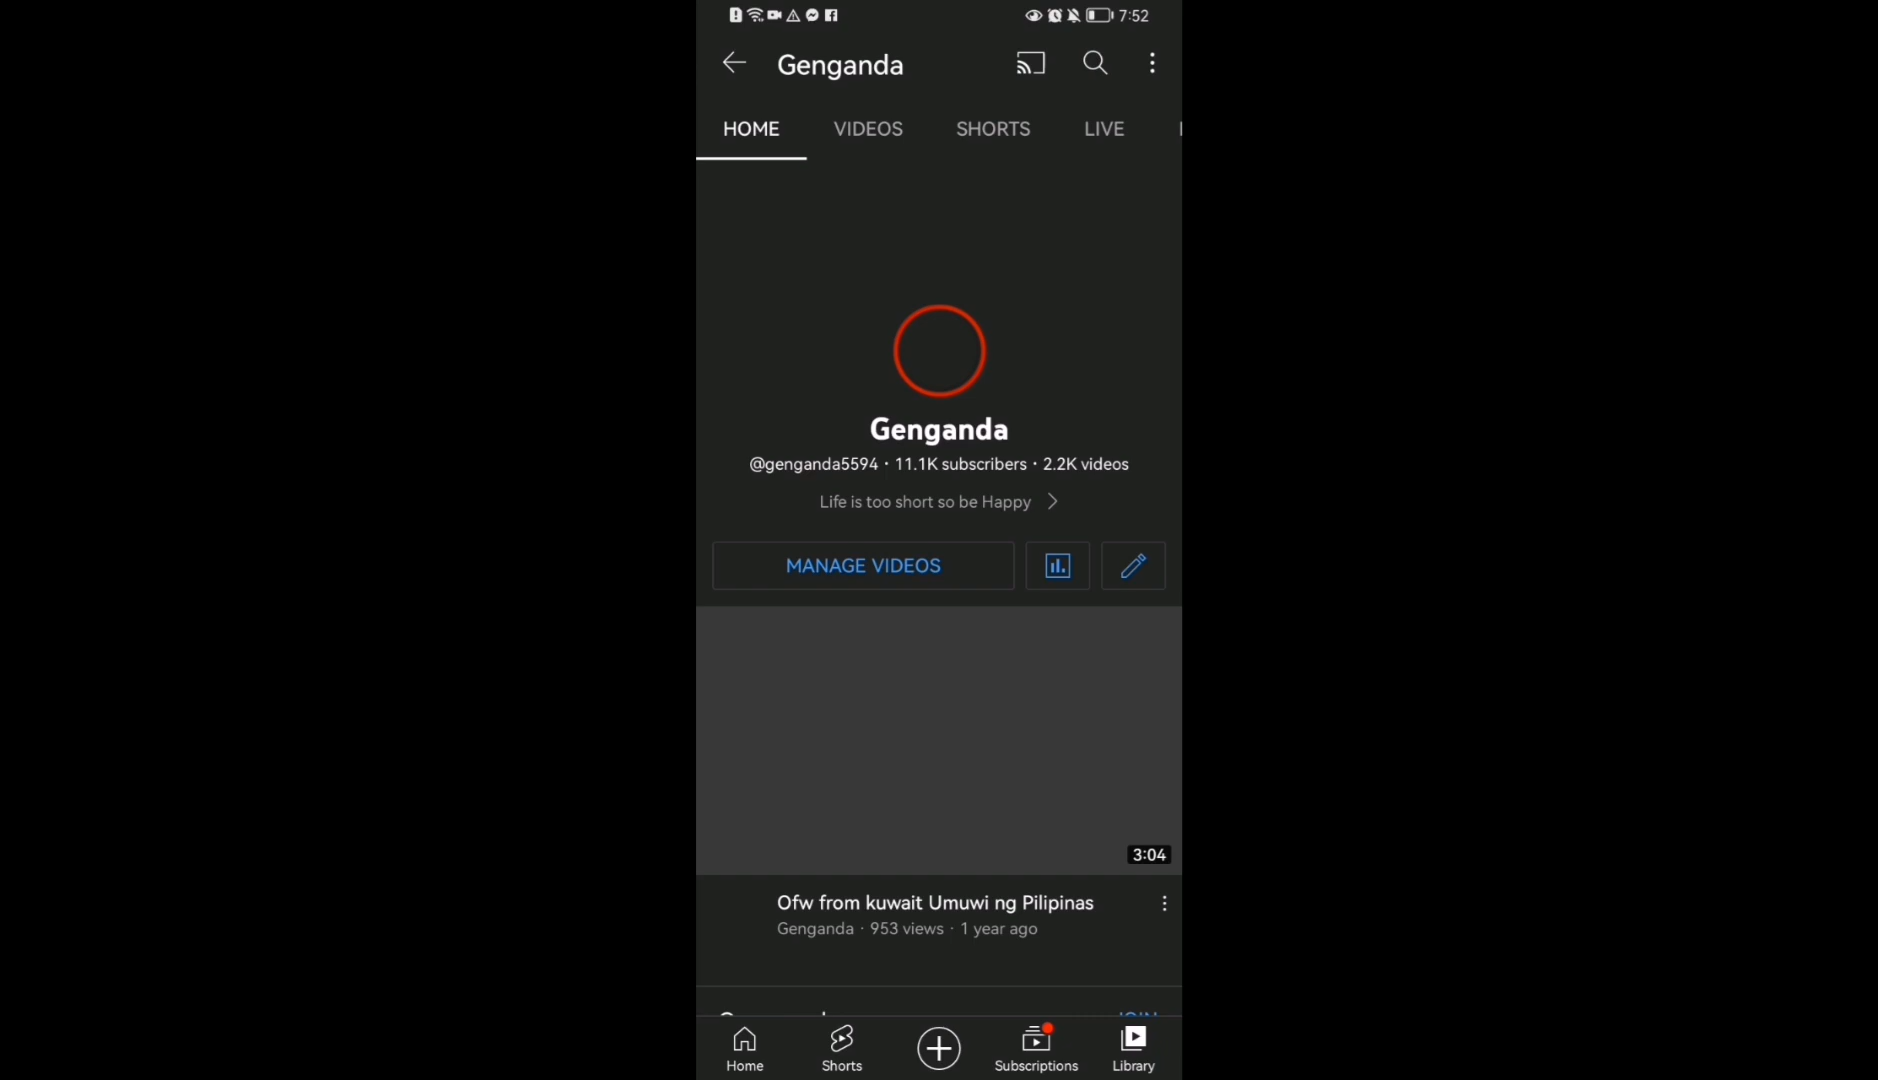 7:52
Genganda
HOME VIDEOS SHORTS LIVE
Genganda
@genganda5594 · 11.1K subscribers · 2.2K videos
Life is too short so be Happy
MANAGE VIDEOS
3:04
Ofw from kuwait Umuwi ng Pilipinas
Genganda · 953 views · 1 year ago
JOIN
Home Shorts Subscriptions Library